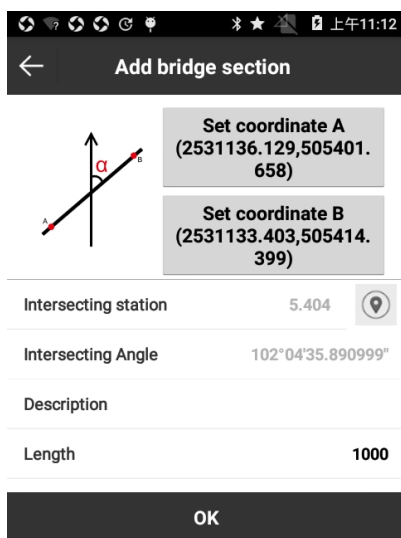 上午11:12
Add bridge section
Set coordinate A
(2531136.129,505401.
658)
α
B
A
Set coordinate B
(2531133.403,505414.
399)
Intersecting station 5.404
Intersecting Angle 102°04'35.890999"
Description
Length 1000
OK